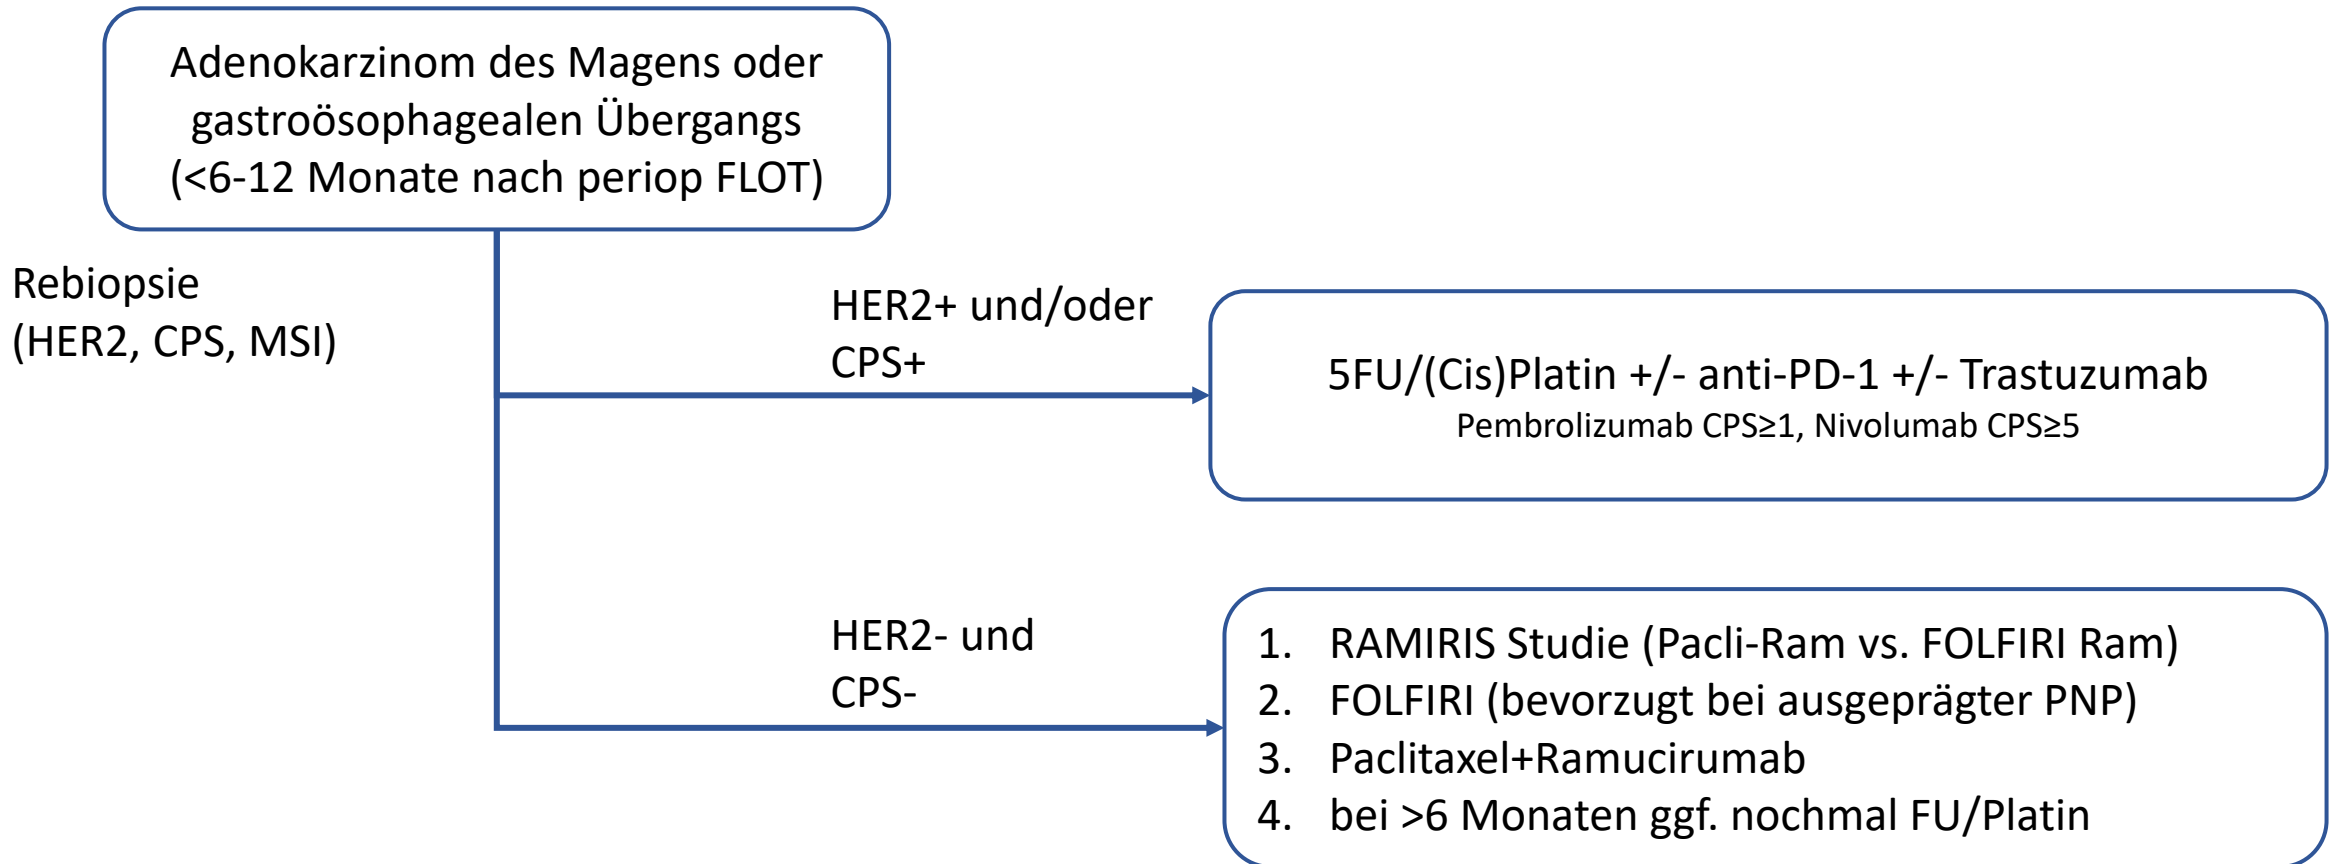 Adenokarzinom des Magens oder
gastroösophagealen Übergangs
(<6-12 Monate nach periop FLOT)
Rebiopsie
(HER2, CPS, MSI)
HER2+ und/oder
CPS+
5FU/(Cis)Platin +/- anti-PD-1 +/- Trastuzumab
Pembrolizumab CPS≥1, Nivolumab CPS≥5
HER2- und
CPS-
1. RAMIRIS Studie (Pacli-Ram vs. FOLFIRI Ram)
2. FOLFIRI (bevorzugt bei ausgeprägter PNP)
3. Paclitaxel+Ramucirumab
4. bei >6 Monaten ggf. nochmal FU/Platin